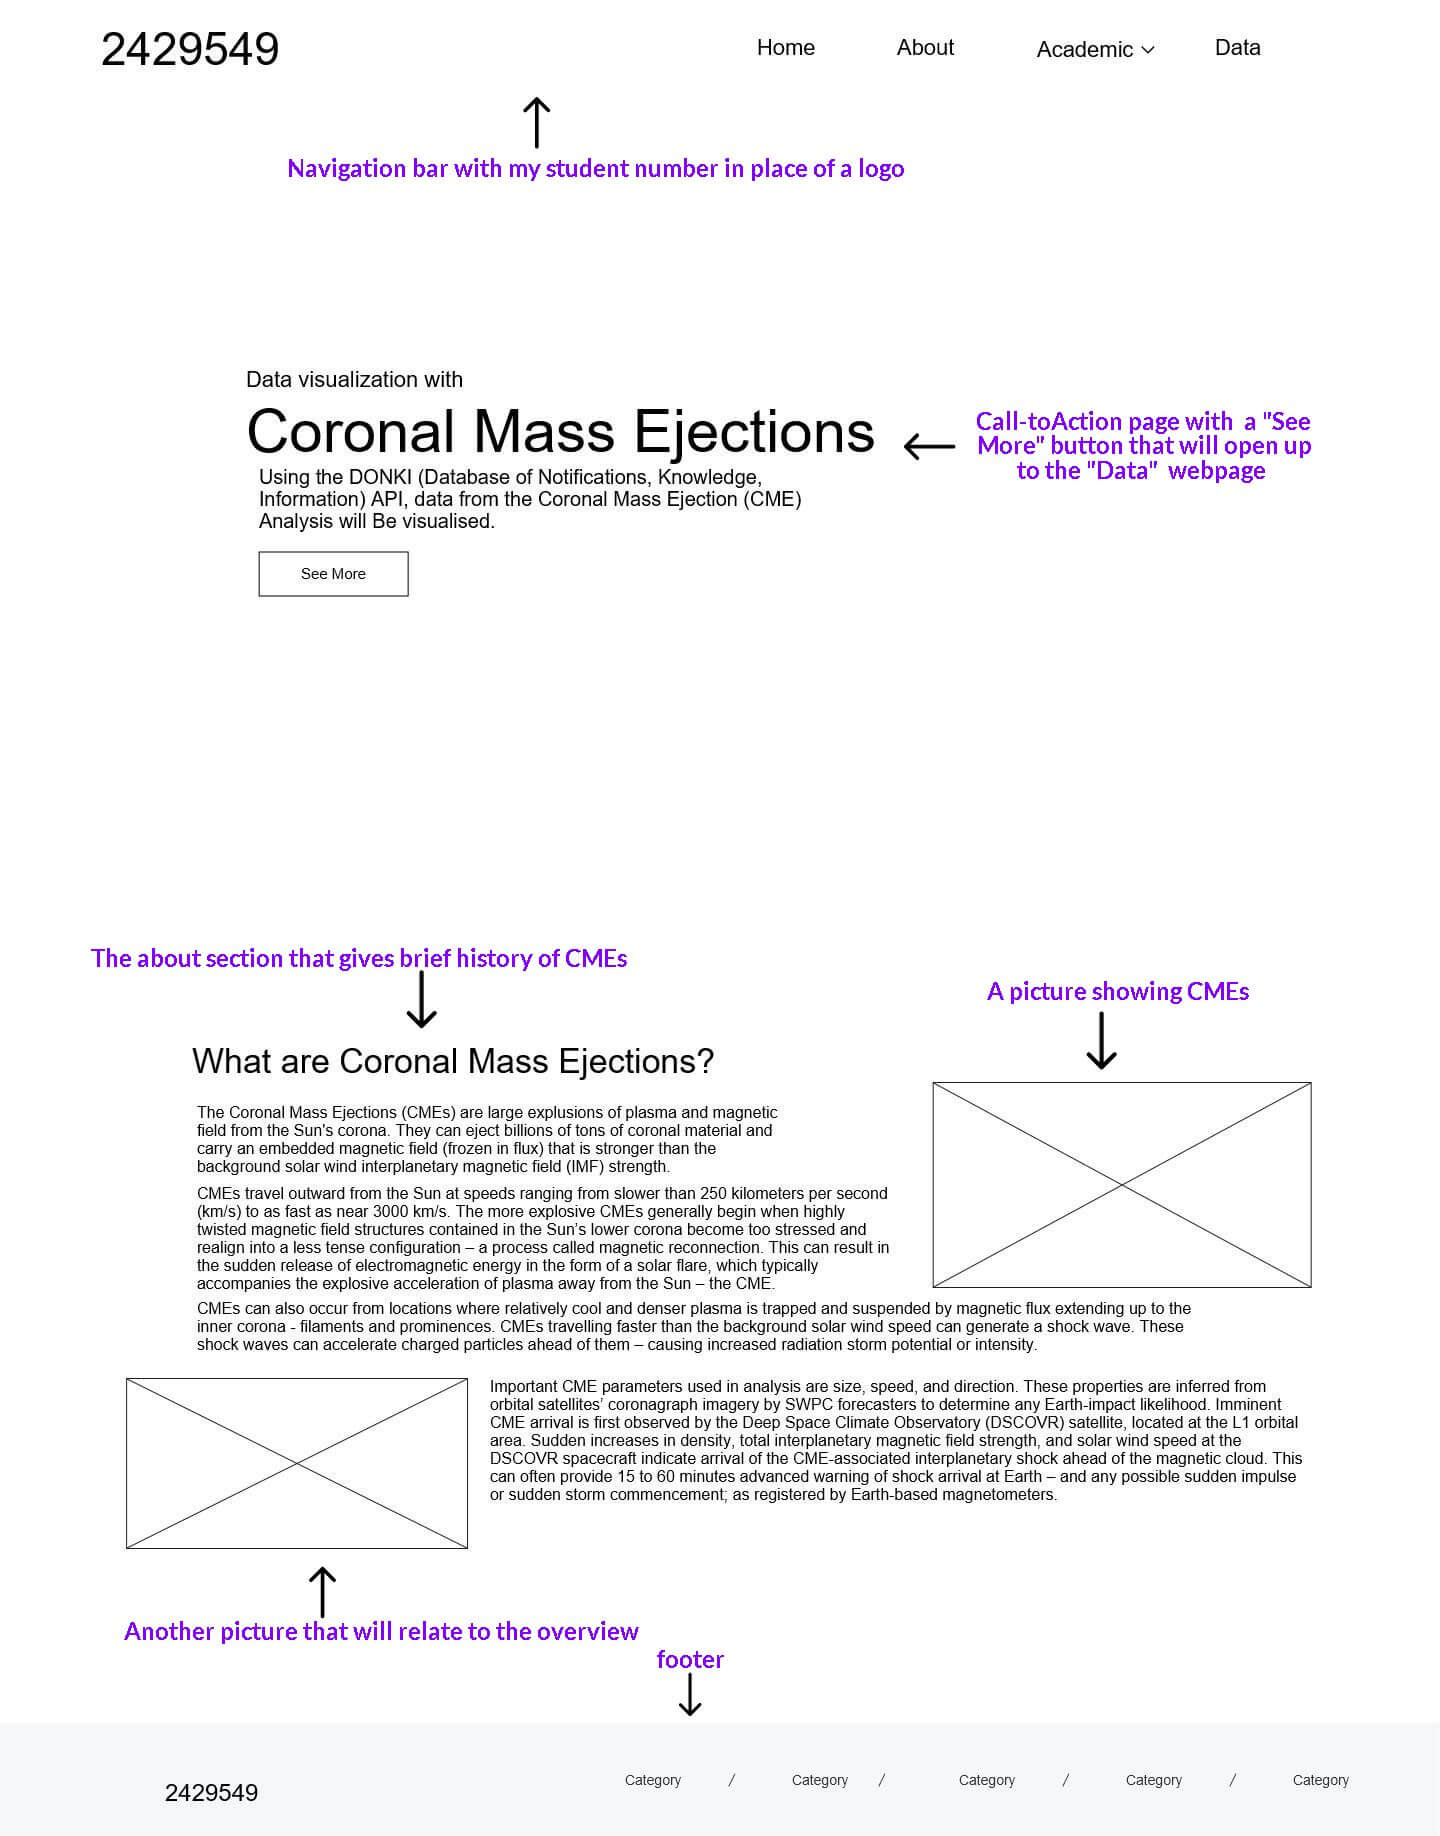 2429549
Home
About
Academic
Data
Navigation bar with my student number in place of a logo
Data visualization with
Coronal Mass Ejections
Using the DONKI (Database of Notifications, Knowledge,
Information) API, data from the Coronal Mass Ejection (CME)
Analysis will Be visualised.
See More
Call-toAction page with a "See
More" button that will open up
to the "Data" webpage
The about section that gives brief history of CMEs
A picture showing CMEs
What are Coronal Mass Ejections?
The Coronal Mass Ejections (CMEs) are large explusions of plasma and magnetic
field from the Sun's corona. They can eject billions of tons of coronal material and
carry an embedded magnetic field (frozen in flux) that is stronger than the
background solar wind interplanetary magnetic field (IMF) strength.
CMEs travel outward from the Sun at speeds ranging from slower than 250 kilometers per second
(km/s) to as fast as near 3000 km/s. The more explosive CMEs generally begin when highly
twisted magnetic field structures contained in the Sun’s lower corona become too stressed and
realign into a less tense configuration – a process called magnetic reconnection. This can result in
the sudden release of electromagnetic energy in the form of a solar flare, which typically
accompanies the explosive acceleration of plasma away from the Sun – the CME.
CMEs can also occur from locations where relatively cool and denser plasma is trapped and suspended by magnetic flux extending up to the
inner corona - filaments and prominences. CMEs travelling faster than the background solar wind speed can generate a shock wave. These
shock waves can accelerate charged particles ahead of them – causing increased radiation storm potential or intensity.
Important CME parameters used in analysis are size, speed, and direction. These properties are inferred from
orbital satellites’ coronagraph imagery by SWPC forecasters to determine any Earth-impact likelihood. Imminent
CME arrival is first observed by the Deep Space Climate Observatory (DSCOVR) satellite, located at the L1 orbital
area. Sudden increases in density, total interplanetary magnetic field strength, and solar wind speed at the
DSCOVR spacecraft indicate arrival of the CME-associated interplanetary shock ahead of the magnetic cloud. This
can often provide 15 to 60 minutes advanced warning of shock arrival at Earth – and any possible sudden impulse
or sudden storm commencement; as registered by Earth-based magnetometers.
Another picture that will relate to the overview
footer
2429549
Category / Category / Category / Category / Category